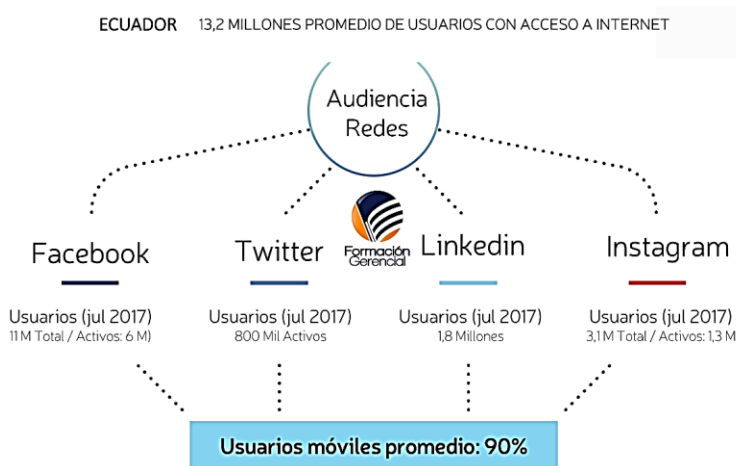 ECUADOR 13,2 MILLONES PROMEDIO DE USUARIOS CON ACCESO A INTERNET
Audiencia
Redes
Formación
Gerencial
Facebook
Usuarios (jul 2017)
11 M Total / Activos: 6 M)
Twitter
Usuarios (jul 2017)
800 Mil Activos
Linkedin
Usuarios (jul 2017)
1,8 Millones
Instagram
Usuarios (jul 2017)
3,1 M Total / Activos: 1,3 M
Usuarios móviles promedio: 90%